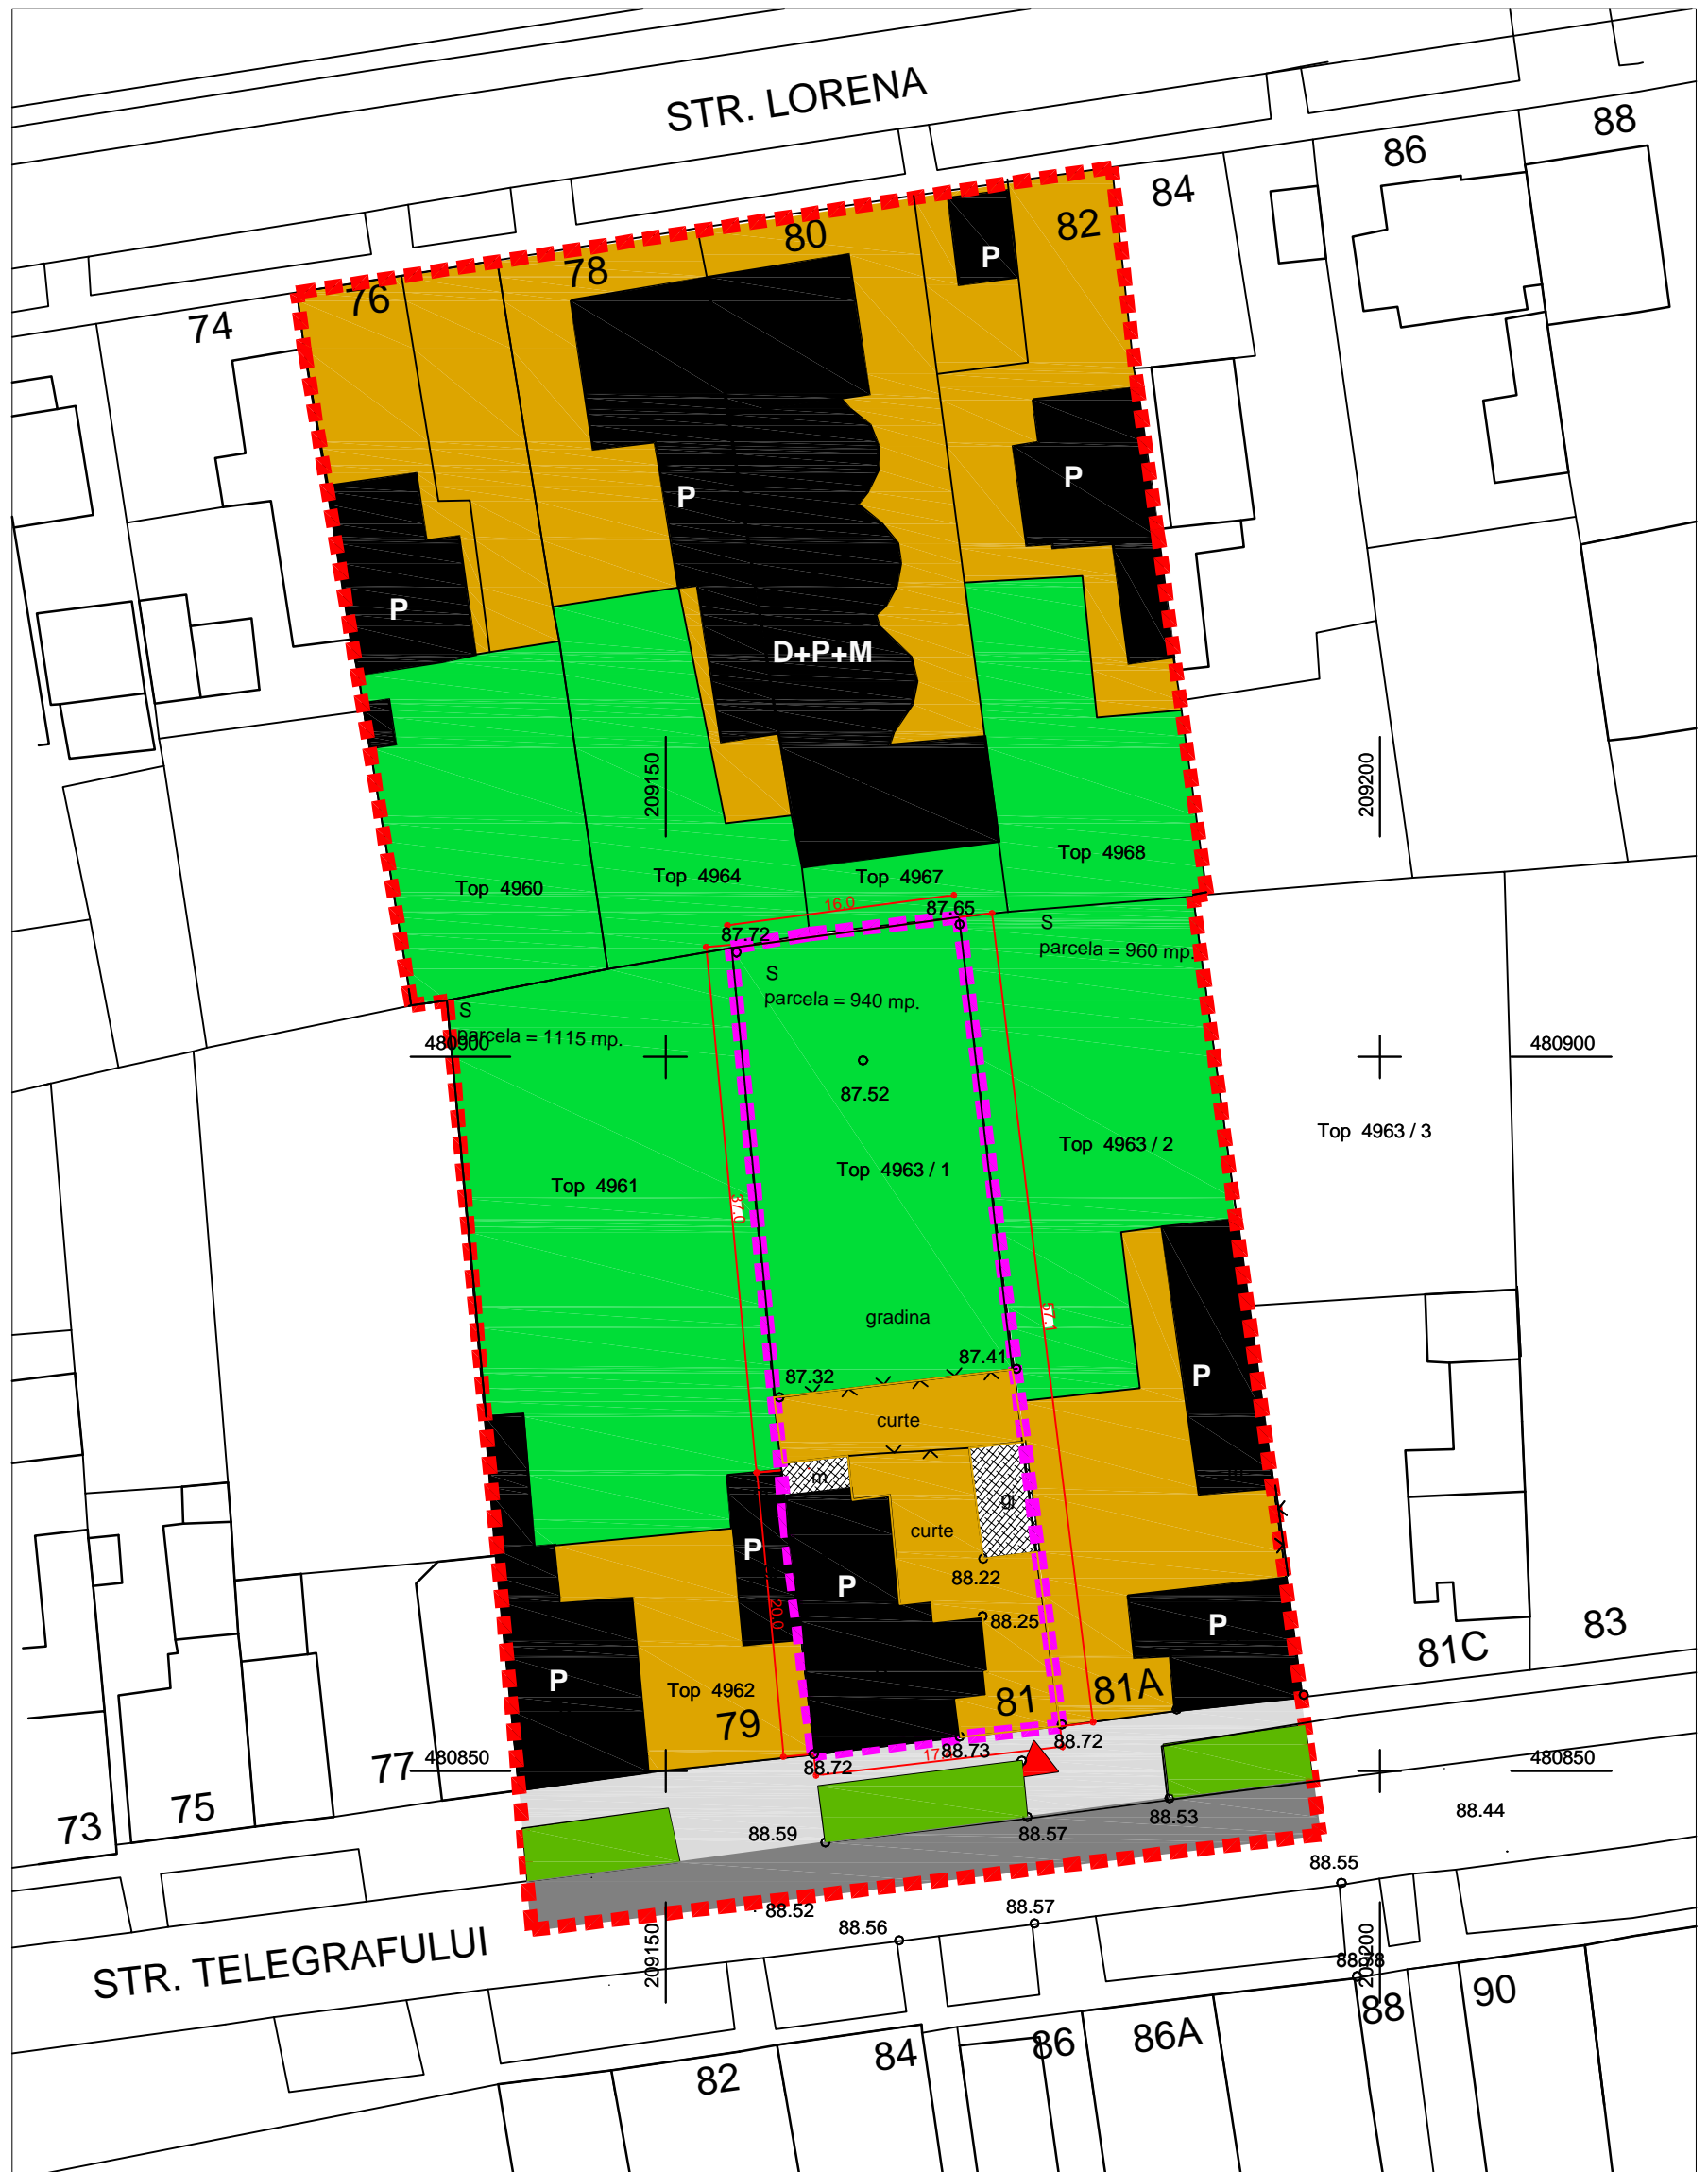 STR. LORENA
88
86
84
82
80
78
76
74
P
P
P
P
D+P+M
209150
209200
Top 4968
Top 4967
Top 4964
Top 4960
16.0
87.65
87.72
S
parcela = 960 mp.
S
parcela = 940 mp.
S
parcela = 1115 mp.
480900
480900
87.52
Top 4963 / 3
Top 4963 / 2
Top 4963 / 1
Top 4961
37.0
57.1
gradina
87.41
87.32
P
curte
m
gj
curte
P
88.22
P
88.25
P
20.0
P
83
81C
81A
81
Top 4962
79
88.72
88.73
88.72
77
480850
480850
75
73
88.59
88.57
88.53
88.44
88.55
88.52
88.57
88.56
STR. TELEGRAFULUI
209150
209200
88
90
86A
86
84
82